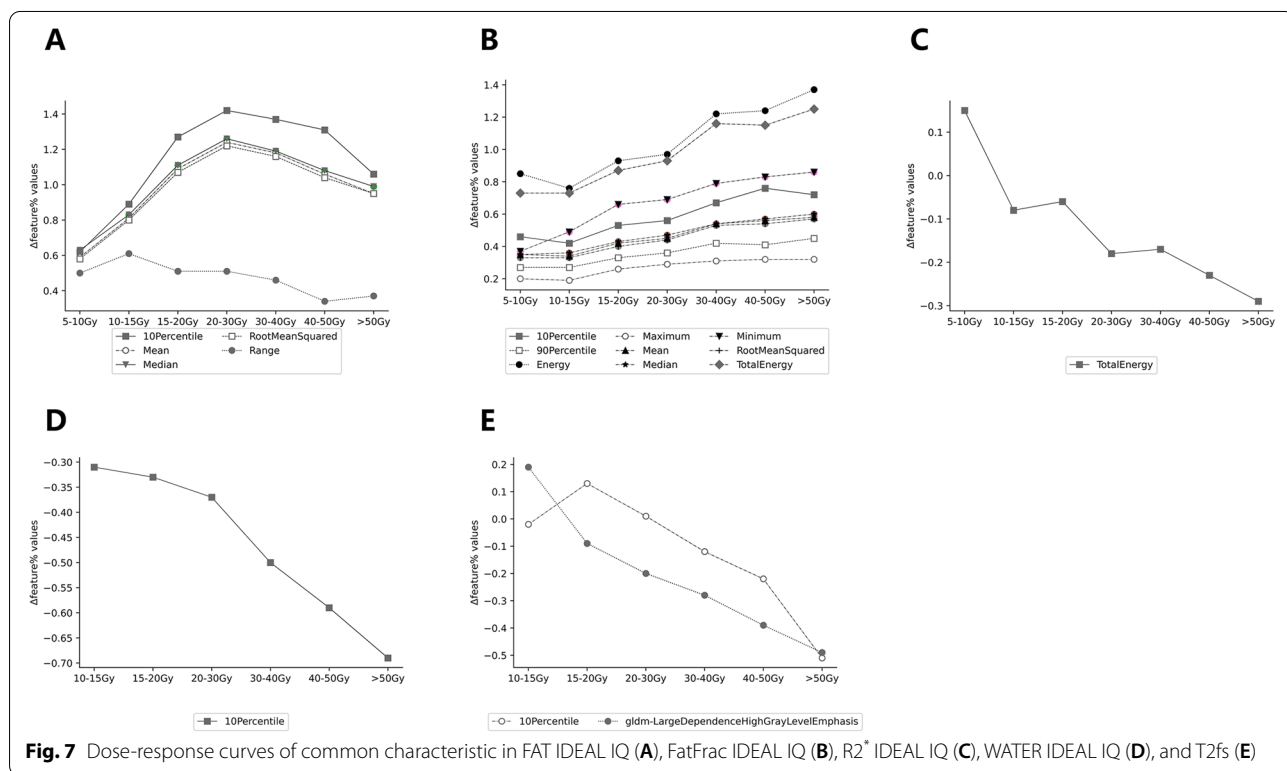 A
Δfeature% values
1.4
1.2
1.0
0.8
0.6
0.4
5-10Gy 10-15Gy 15-20Gy 20-30Gy 30-40Gy 40-50Gy >50Gy
10Percentile RootMeanSquared
Mean Range
Median
B
Δfeature% values
1.4
1.2
1.0
0.8
0.6
0.4
0.2
5-10Gy 10-15Gy 15-20Gy 20-30Gy 30-40Gy 40-50Gy >50Gy
10Percentile Maximum Minimum
90Percentile Mean RootMeanSquared
Energy Median TotalEnergy
C
Δfeature% values
0.1
0.0
−0.1
−0.2
−0.3
5-10Gy 10-15Gy 15-20Gy 20-30Gy 30-40Gy 40-50Gy >50Gy
TotalEnergy
D
Δfeature% values
−0.30
−0.35
−0.40
−0.45
−0.50
−0.55
−0.60
−0.65
−0.70
10-15Gy 15-20Gy 20-30Gy 30-40Gy 40-50Gy >50Gy
10Percentile
E
Δfeature% values
0.2
0.1
0.0
−0.1
−0.2
−0.3
−0.4
−0.5
10-15Gy 15-20Gy 20-30Gy 30-40Gy 40-50Gy >50Gy
10Percentile gldm-LargeDependenceHighGrayLevelEmphasis
Fig. 7 Dose-response curves of common characteristic in FAT IDEAL IQ (A), FatFrac IDEAL IQ (B), R2* IDEAL IQ (C), WATER IDEAL IQ (D), and T2fs (E)